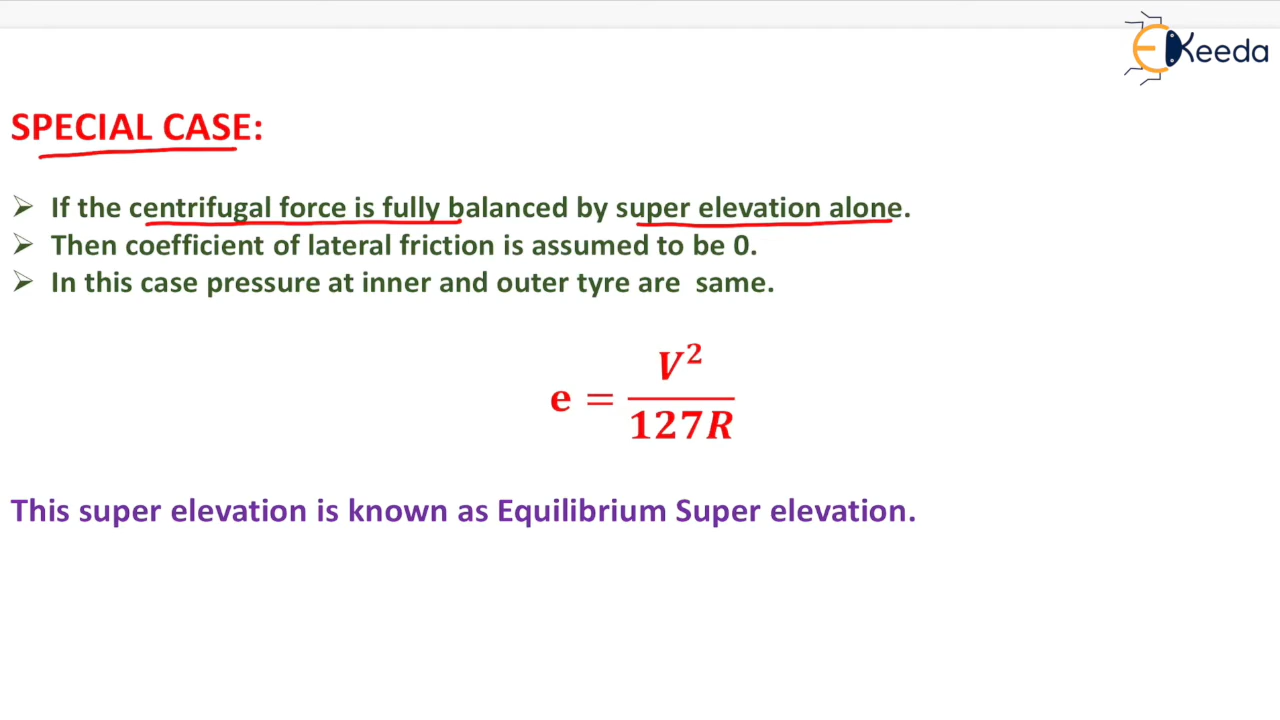 EKeeda
SPECIAL CASE:
➢ If the centrifugal force is fully balanced by super elevation alone.
➢ Then coefficient of lateral friction is assumed to be 0.
➢ In this case pressure at inner and outer tyre are same.
e = V²/127R
This super elevation is known as Equilibrium Super elevation.